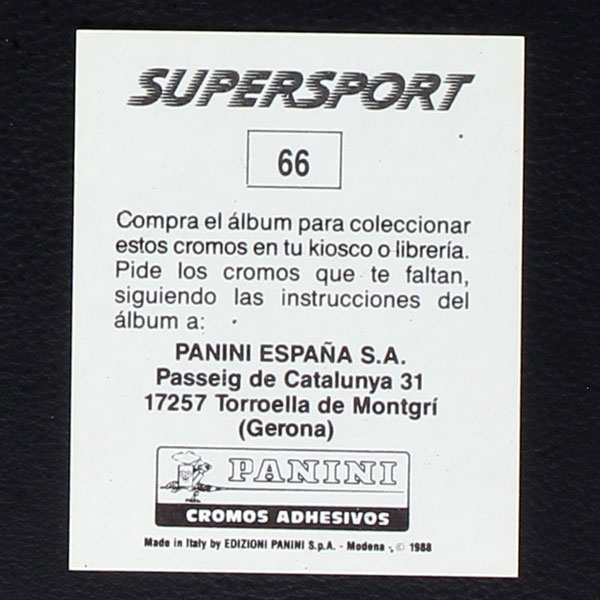 SUPERSPORT
66
Compra el álbum para coleccionar
estos cromos en tu kiosco o librería.
Pide los cromos que te faltan,
siguiendo las instrucciones del
álbum a:
PANINI ESPAÑA S.A.
Passeig de Catalunya 31
17257 Torroella de Montgrí
(Gerona)
PANINI
CROMOS ADHESIVOS
Made in Italy by EDIZIONI PANINI S.p.A. - Modena -, © 1988